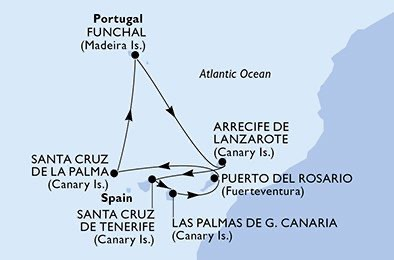 Portugal
FUNCHAL
(Madeira Is.)
Atlantic Ocean
ARRECIFE DE
LANZAROTE
(Canary Is.)
SANTA CRUZ
DE LA PALMA
(Canary Is.)
PUERTO DEL ROSARIO
(Fuerteventura)
Spain
SANTA CRUZ
DE TENERIFE
(Canary Is.)
LAS PALMAS DE G. CANARIA
(Canary Is.)